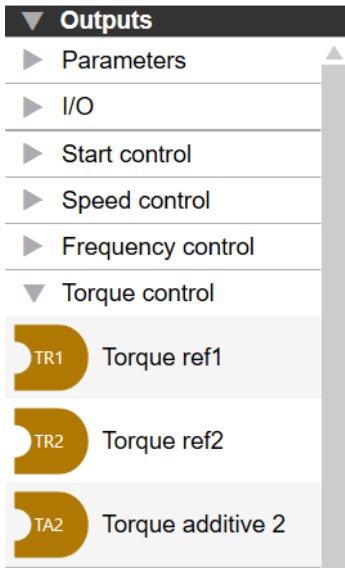 Outputs
Parameters
I/O
Start control
Speed control
Frequency control
Torque control
TR1 Torque ref1
TR2 Torque ref2
TA2 Torque additive 2